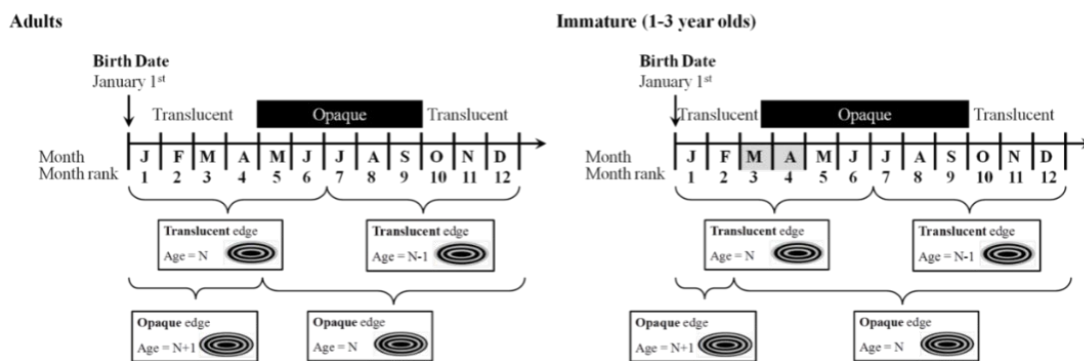 Adults
Birth Date
January 1st
Translucent Opaque Translucent
Month J F M A M J J A S O N D
Month rank 1 2 3 4 5 6 7 8 9 10 11 12
Translucent edge
Age = N
Translucent edge
Age = N-1
Opaque edge
Age = N+1
Opaque edge
Age = N
Immature (1-3 year olds)
Birth Date
January 1st
Translucent Opaque Translucent
Month J F M A M J J A S O N D
Month rank 1 2 3 4 5 6 7 8 9 10 11 12
Translucent edge
Age = N
Translucent edge
Age = N-1
Opaque edge
Age = N+1
Opaque edge
Age = N